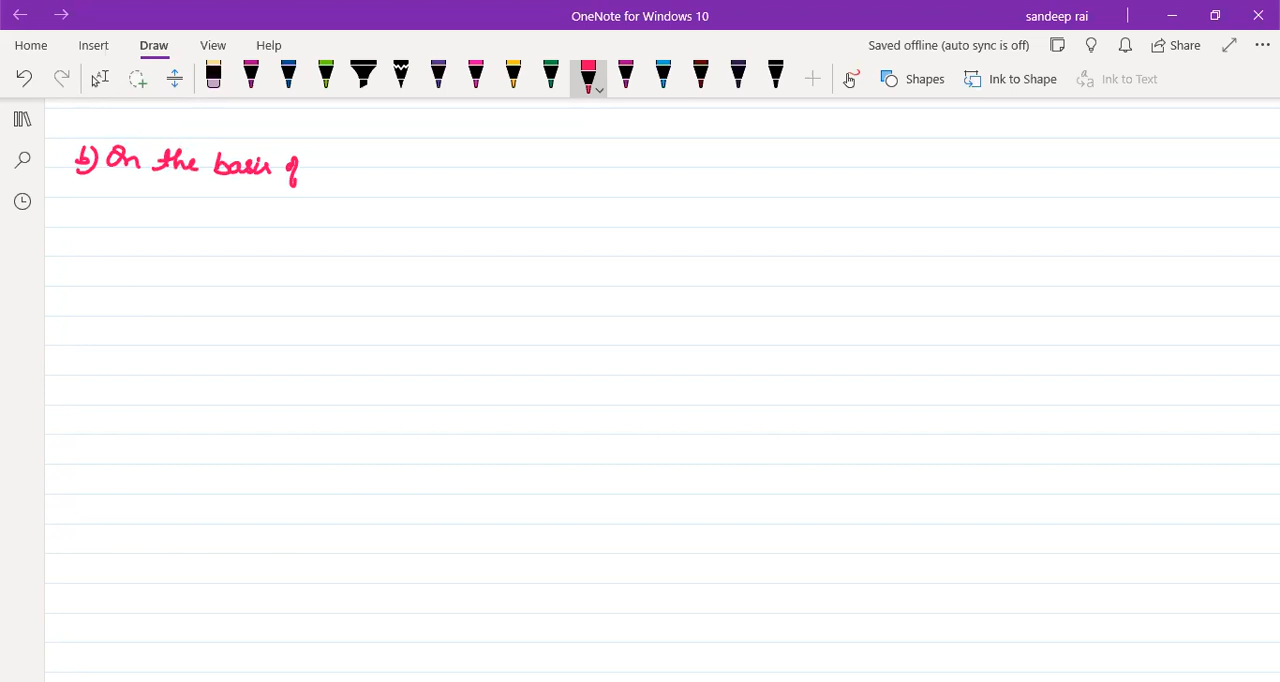 OneNote for Windows 10
sandeep rai
Home Insert Draw View Help
Saved offline (auto sync is off) Share
Shapes Ink to Shape Ink to Text
b) On the basis of